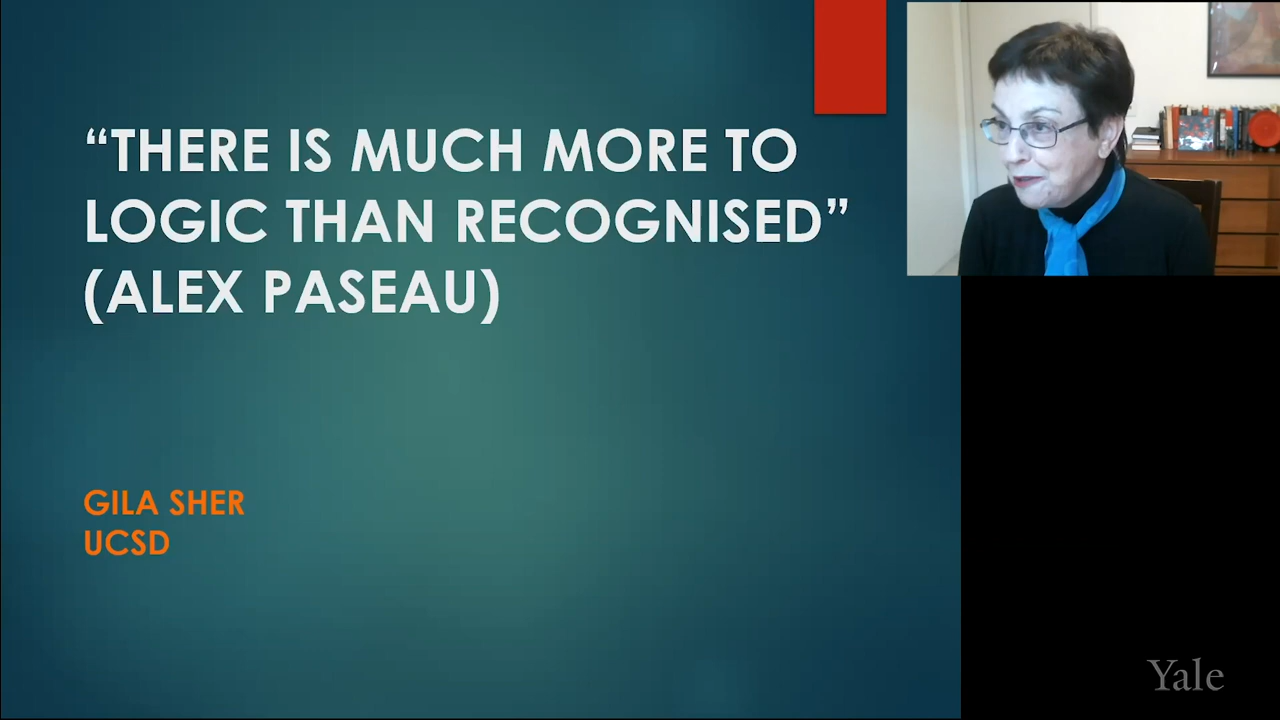 “THERE IS MUCH MORE TO
LOGIC THAN RECOGNISED”
(ALEX PASEAU)
GILA SHER
UCSD
Yale